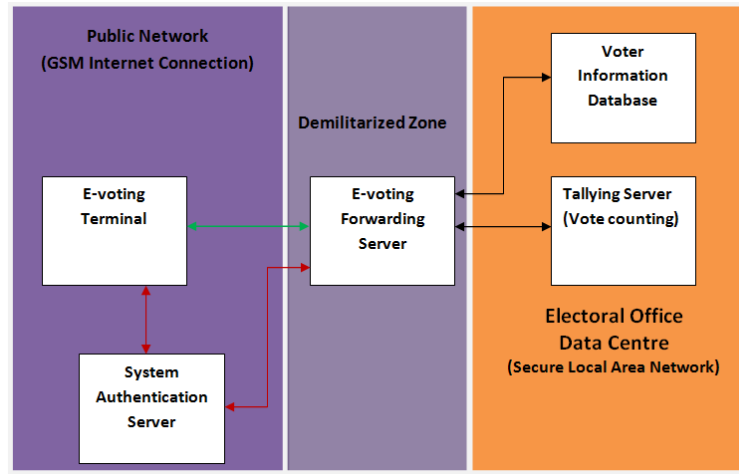 Public Network
(GSM Internet Connection)
E-voting
Terminal
System
Authentication
Server
Demilitarized Zone
E-voting
Forwarding
Server
Voter
Information
Database
Tallying Server
(Vote counting)
Electoral Office
Data Centre
(Secure Local Area Network)